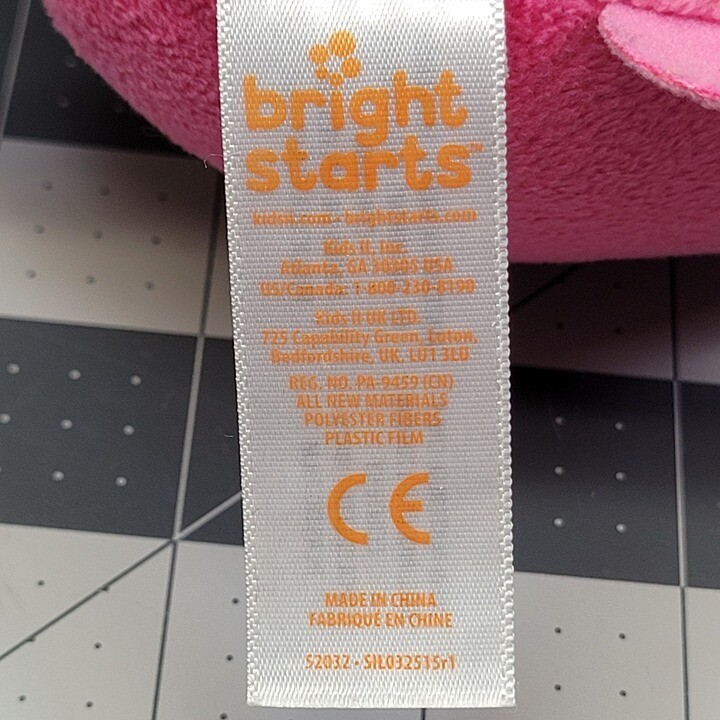 bright
starts™
kidsii.com • brightstarts.com
Kids II, Inc.
Atlanta, GA 30305 USA
US/Canada: 1-800-230-8190
Kids II UK LTD.
725 Capability Green, Luton,
Bedfordshire, UK. LU1 3LU
REG. NO. PA-9459 (CN)
ALL NEW MATERIALS
POLYESTER FIBERS
PLASTIC FILM
CE
MADE IN CHINA
FABRIQUÉ EN CHINE
52032 • SIL032515r1